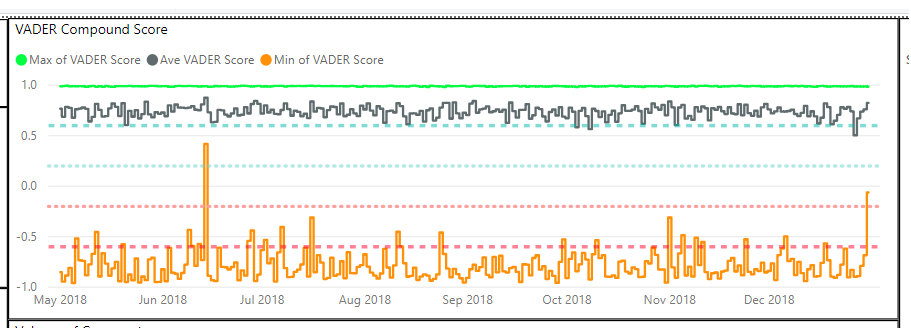 VADER Compound Score
Max of VADER Score Ave VADER Score Min of VADER Score
1.0
0.5
0.0
-0.5
-1.0
May 2018 Jun 2018 Jul 2018 Aug 2018 Sep 2018 Oct 2018 Nov 2018 Dec 2018